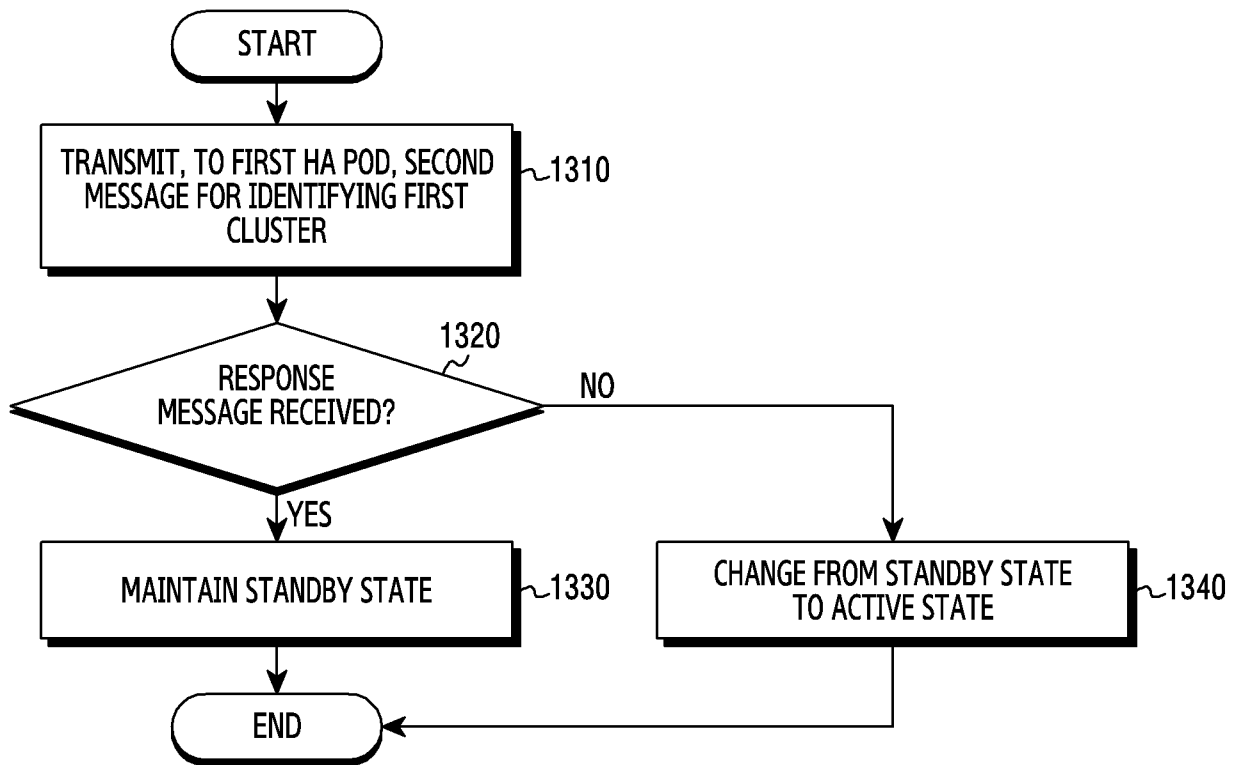 START
TRANSMIT, TO FIRST HA POD, SECOND
MESSAGE FOR IDENTIFYING FIRST
CLUSTER
1310
1320
RESPONSE
MESSAGE RECEIVED?
NO
YES
MAINTAIN STANDBY STATE
1330
CHANGE FROM STANDBY STATE
TO ACTIVE STATE
1340
END